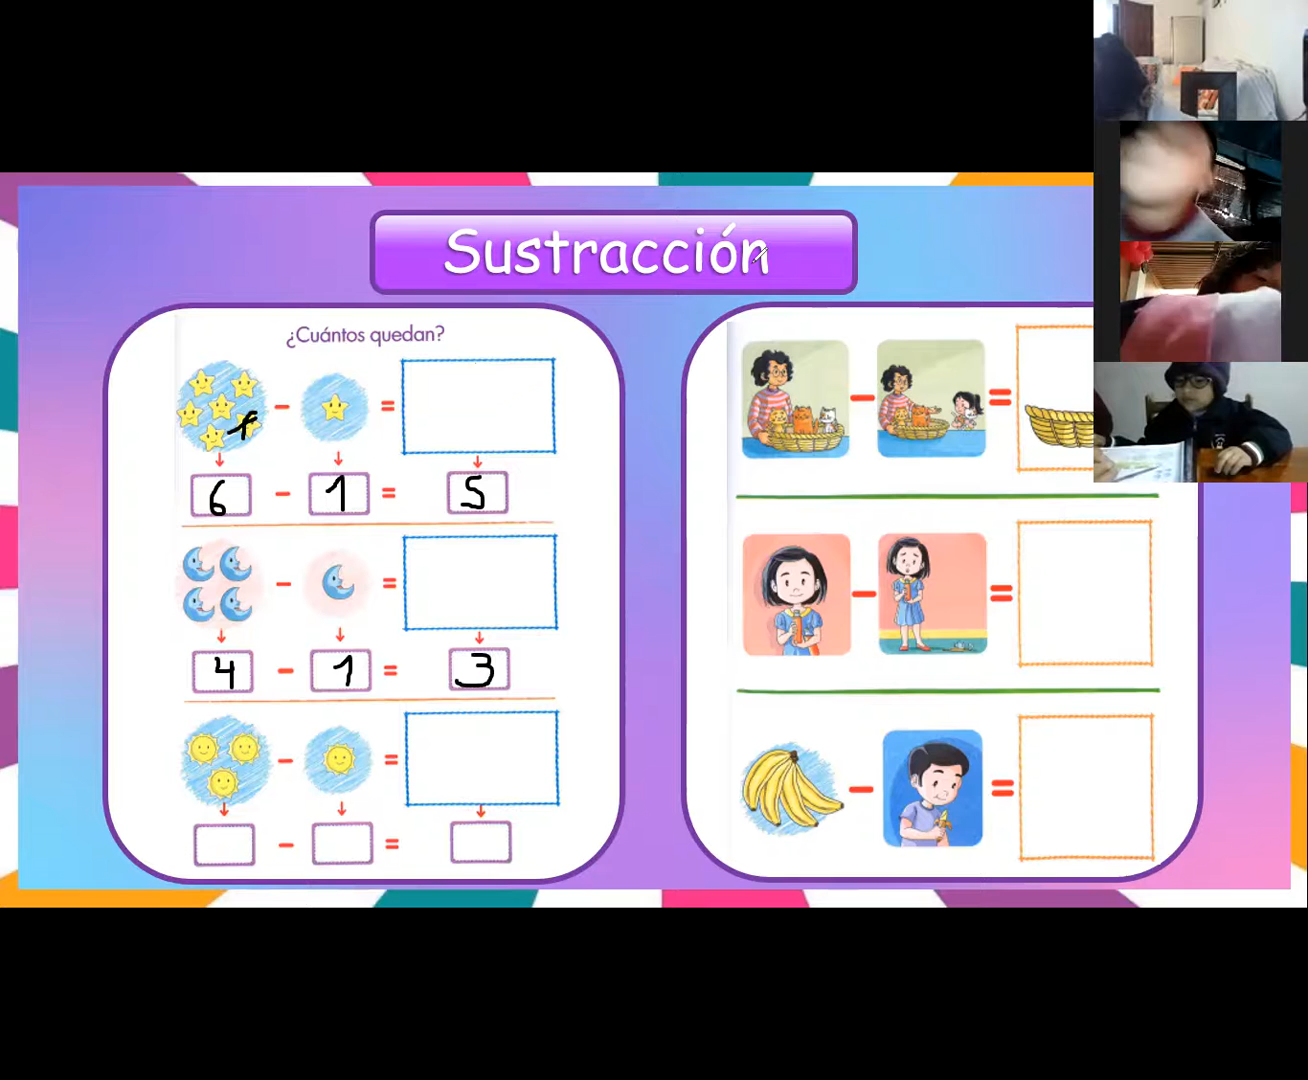 Sustracción
¿Cuántos quedan?
- =
6 - 1 = 5
- =
4 - 1 = 3
- =
- =
- =
- =
- =